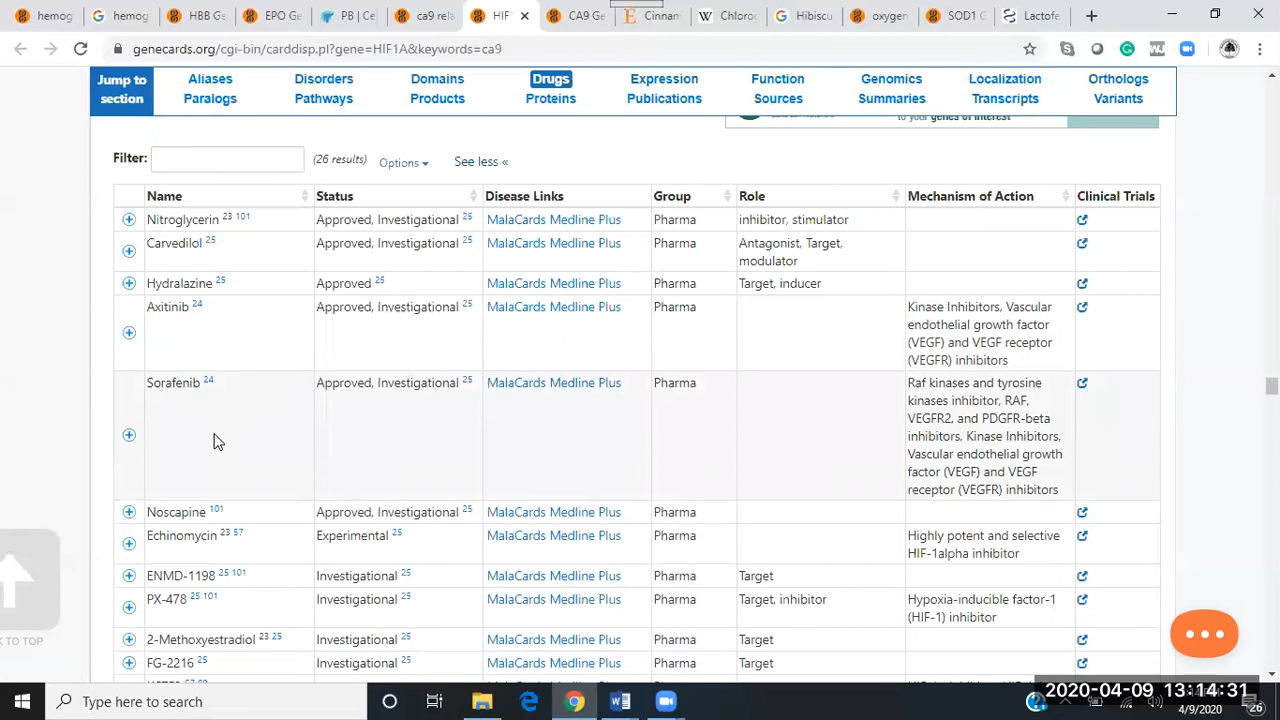 hemog
hemog
HBB Ge
EPO Ge
PB | Ce
ca9 rela
HIF
CA9 Ge
Cinnam
Chlorog
Hibiscu
oxygen
SOD1 C
Lactofe
genecards.org/cgi-bin/carddisp.pl?gene=HIF1A&keywords=ca9
Jump to section
Aliases Disorders Domains Drugs Expression Function Genomics Localization Orthologs
Paralogs Pathways Products Proteins Publications Sources Summaries Transcripts Variants
to your genes of interest
Filter: (26 results) Options See less «
Name Status Disease Links Group Role Mechanism of Action Clinical Trials
Nitroglycerin 23 101 Approved, Investigational 25 MalaCards Medline Plus Pharma inhibitor, stimulator
Carvedilol 25 Approved, Investigational 25 MalaCards Medline Plus Pharma Antagonist, Target,
modulator
Hydralazine 25 Approved 25 MalaCards Medline Plus Pharma Target, inducer
Axitinib 24 Approved, Investigational 25 MalaCards Medline Plus Pharma Kinase Inhibitors, Vascular
endothelial growth factor
(VEGF) and VEGF receptor
(VEGFR) inhibitors
Sorafenib 24 Approved, Investigational 25 MalaCards Medline Plus Pharma Raf kinases and tyrosine
kinases inhibitor, RAF,
VEGFR2, and PDGFR-beta
inhibitors, Kinase Inhibitors,
Vascular endothelial growth
factor (VEGF) and VEGF
receptor (VEGFR) inhibitors
Noscapine 101 Approved, Investigational 25 MalaCards Medline Plus Pharma
Echinomycin 23 57 Experimental 25 MalaCards Medline Plus Pharma Highly potent and selective
HIF-1alpha inhibitor
ENMD-1198 25 101 Investigational 25 MalaCards Medline Plus Pharma Target
PX-478 25 101 Investigational 25 MalaCards Medline Plus Pharma Target, inhibitor Hypoxia-inducible factor-1
(HIF-1) inhibitor
2-Methoxyestradiol 23 25 Investigational 25 MalaCards Medline Plus Pharma Target
FG-2216 25 Investigational 25 MalaCards Medline Plus Pharma Target
K TO TOP
Type here to search
2020-04-09 13:14:31
4/9/2020
26